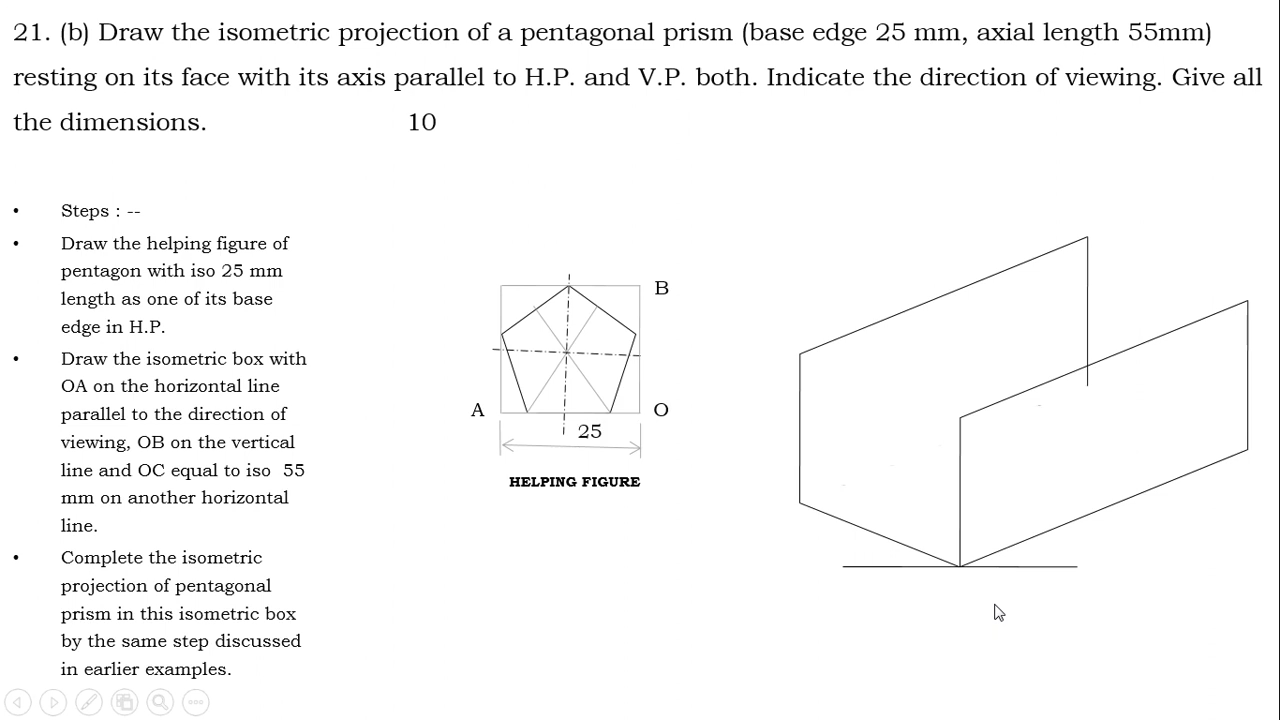 21. (b) Draw the isometric projection of a pentagonal prism (base edge 25 mm, axial length 55mm)
resting on its face with its axis parallel to H.P. and V.P. both. Indicate the direction of viewing. Give all
the dimensions. 10
• Steps : --
• Draw the helping figure of
pentagon with iso 25 mm
length as one of its base
edge in H.P.
• Draw the isometric box with
OA on the horizontal line
parallel to the direction of
viewing, OB on the vertical
line and OC equal to iso 55
mm on another horizontal
line.
• Complete the isometric
projection of pentagonal
prism in this isometric box
by the same step discussed
in earlier examples.
B
A
O
25
HELPING FIGURE